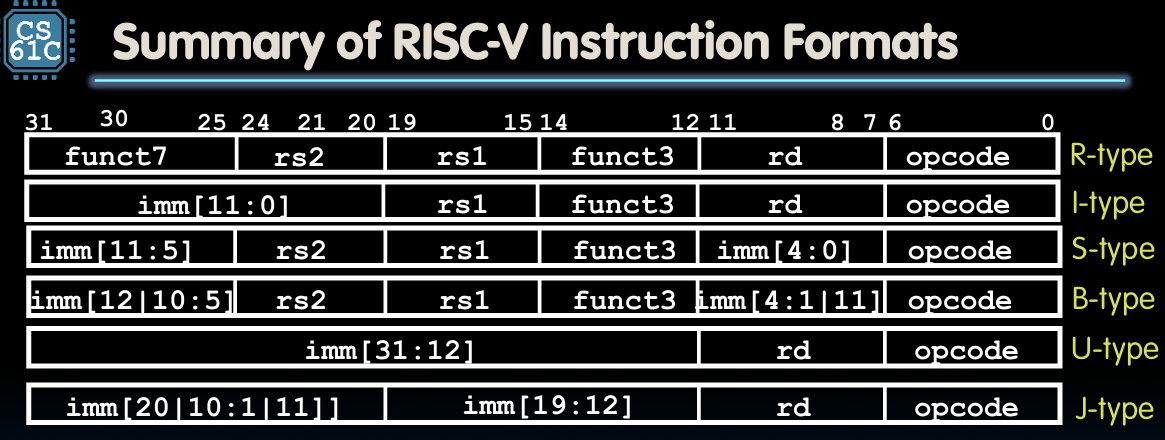 CS
61C
Summary of RISC-V Instruction Formats
31 30 25 24 21 20 19 15 14 12 11 8 7 6 0
funct7 rs2 rs1 funct3 rd opcode R-type
imm[11:0] rs1 funct3 rd opcode I-type
imm[11:5] rs2 rs1 funct3 imm[4:0] opcode S-type
imm[12|10:5] rs2 rs1 funct3 imm[4:1|11] opcode B-type
imm[31:12] rd opcode U-type
imm[20|10:1|11]] imm[19:12] rd opcode J-type